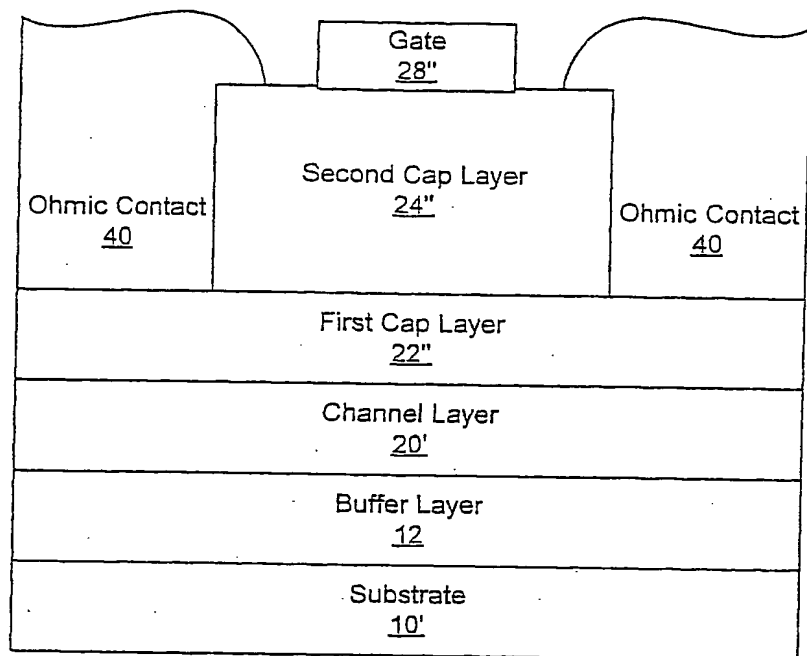 Gate
28"
Second Cap Layer
24"
Ohmic Contact
40
Ohmic Contact
40
First Cap Layer
22"
Channel Layer
20'
Buffer Layer
12
Substrate
10'